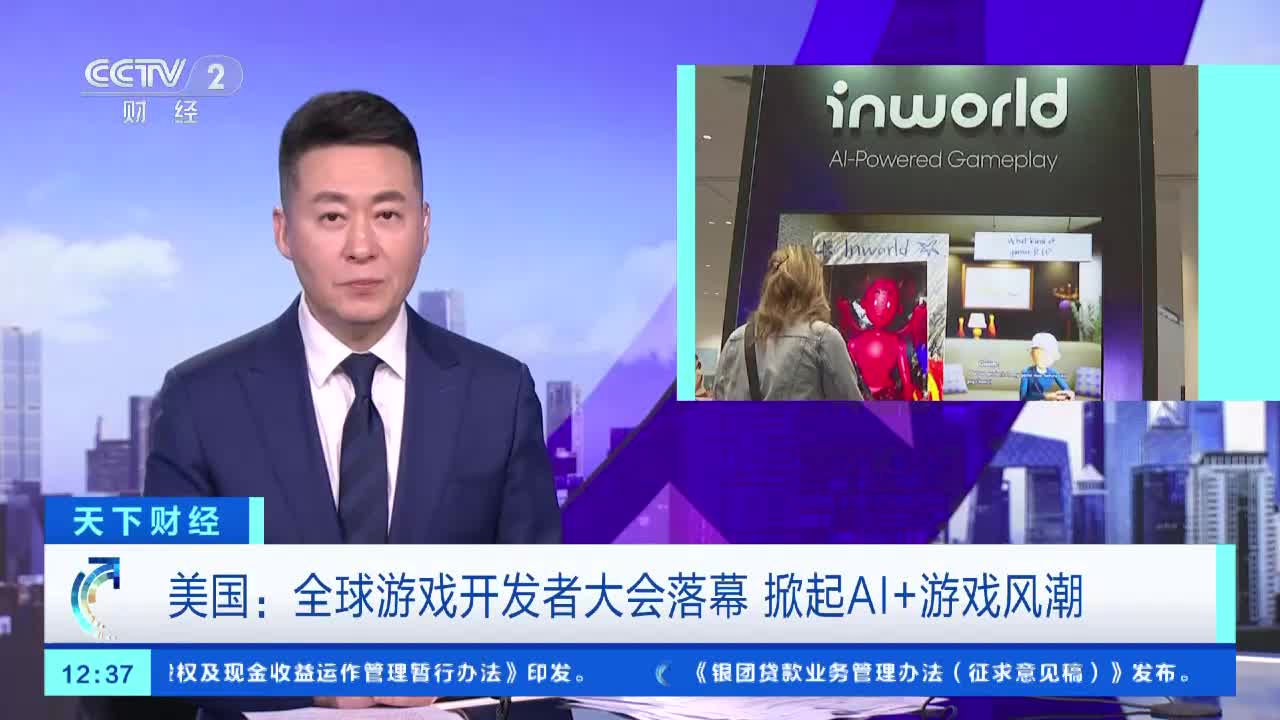 CCTV 2
财经
inworld
AI-Powered Gameplay
Inworld
What kind of
天下财经
美国：全球游戏开发者大会落幕 掀起AI+游戏风潮
12:37
权及现金收益运作管理暂行办法》印发。 《银团贷款业务管理办法（征求意见稿）》发布。